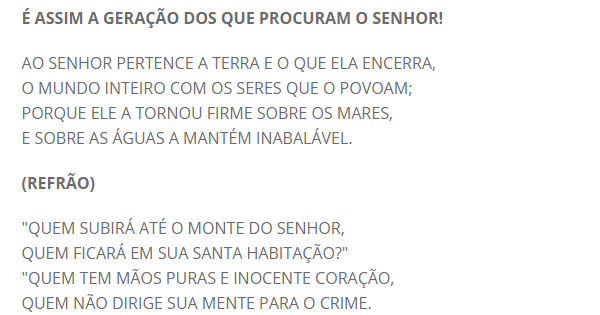 É ASSIM A GERAÇÃO DOS QUE PROCURAM O SENHOR!
AO SENHOR PERTENCE A TERRA E O QUE ELA ENCERRA,
O MUNDO INTEIRO COM OS SERES QUE O POVOAM;
PORQUE ELE A TORNOU FIRME SOBRE OS MARES,
E SOBRE AS ÁGUAS A MANTÉM INABALÁVEL.
(REFRÃO)
"QUEM SUBIRÁ ATÉ O MONTE DO SENHOR,
QUEM FICARÁ EM SUA SANTA HABITAÇÃO?"
"QUEM TEM MÃOS PURAS E INOCENTE CORAÇÃO,
QUEM NÃO DIRIGE SUA MENTE PARA O CRIME.